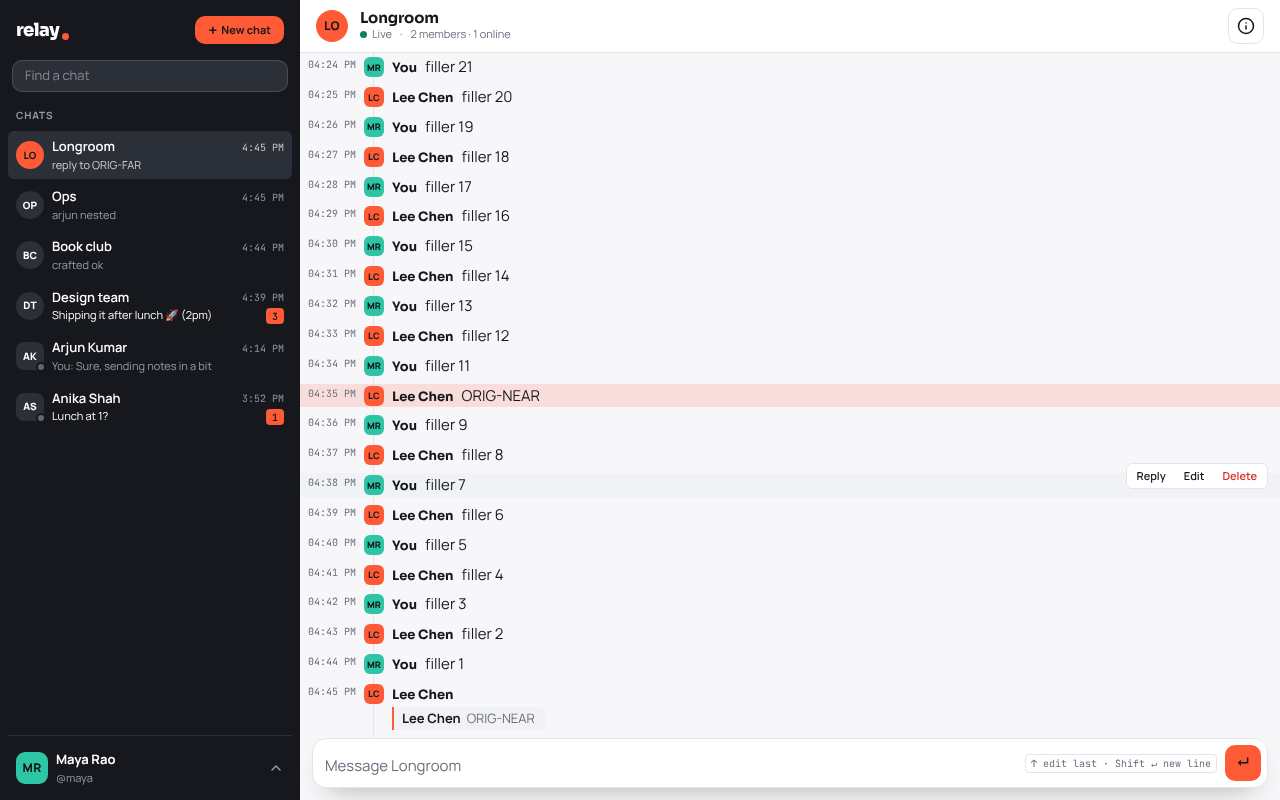 relay.
+ New chat
Find a chat
CHATS
LO Longroom 4:45 PM
reply to ORIG-FAR
OP Ops 4:45 PM
arjun nested
BC Book club 4:44 PM
crafted ok
DT Design team 4:39 PM
Shipping it after lunch 🚀 (2pm) 3
AK Arjun Kumar 4:14 PM
You: Sure, sending notes in a bit
AS Anika Shah 3:52 PM
Lunch at 1? 1
MR Maya Rao
@maya
LO Longroom
Live · 2 members · 1 online
04:24 PM MR You filler 21
04:25 PM LC Lee Chen filler 20
04:26 PM MR You filler 19
04:27 PM LC Lee Chen filler 18
04:28 PM MR You filler 17
04:29 PM LC Lee Chen filler 16
04:30 PM MR You filler 15
04:31 PM LC Lee Chen filler 14
04:32 PM MR You filler 13
04:33 PM LC Lee Chen filler 12
04:34 PM MR You filler 11
04:35 PM LC Lee Chen ORIG-NEAR
04:36 PM MR You filler 9
04:37 PM LC Lee Chen filler 8
04:38 PM MR You filler 7 Reply Edit Delete
04:39 PM LC Lee Chen filler 6
04:40 PM MR You filler 5
04:41 PM LC Lee Chen filler 4
04:42 PM MR You filler 3
04:43 PM LC Lee Chen filler 2
04:44 PM MR You filler 1
04:45 PM LC Lee Chen
Lee Chen ORIG-NEAR
Message Longroom ↑ edit last · Shift ↵ new line ↵